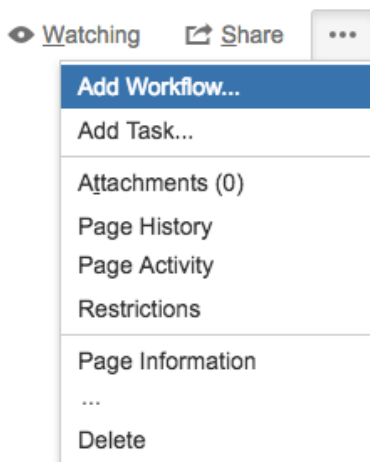 Watching Share ...
Add Workflow...
Add Task...
Attachments (0)
Page History
Page Activity
Restrictions
Page Information
...
Delete